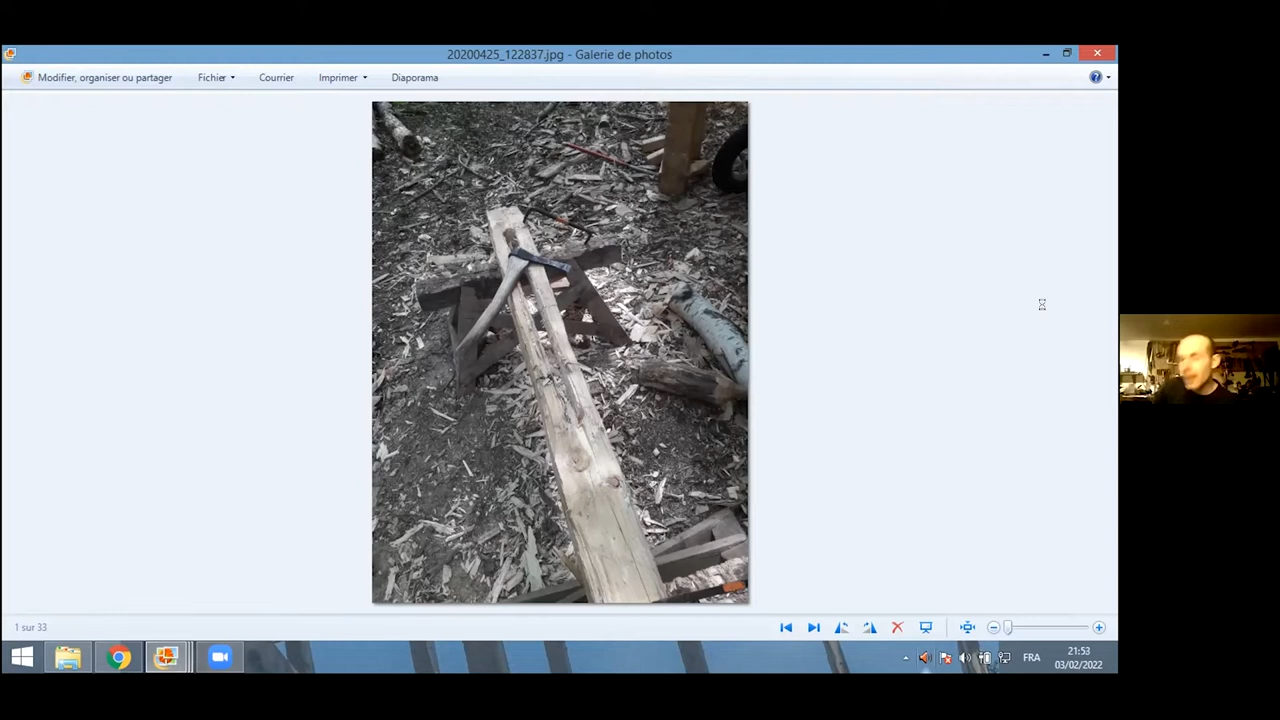 20200425_122837.jpg - Galerie de photos
Modifier, organiser ou partager Fichier Courrier Imprimer Diaporama
1 sur 33
FR
21:53
03/02/2022